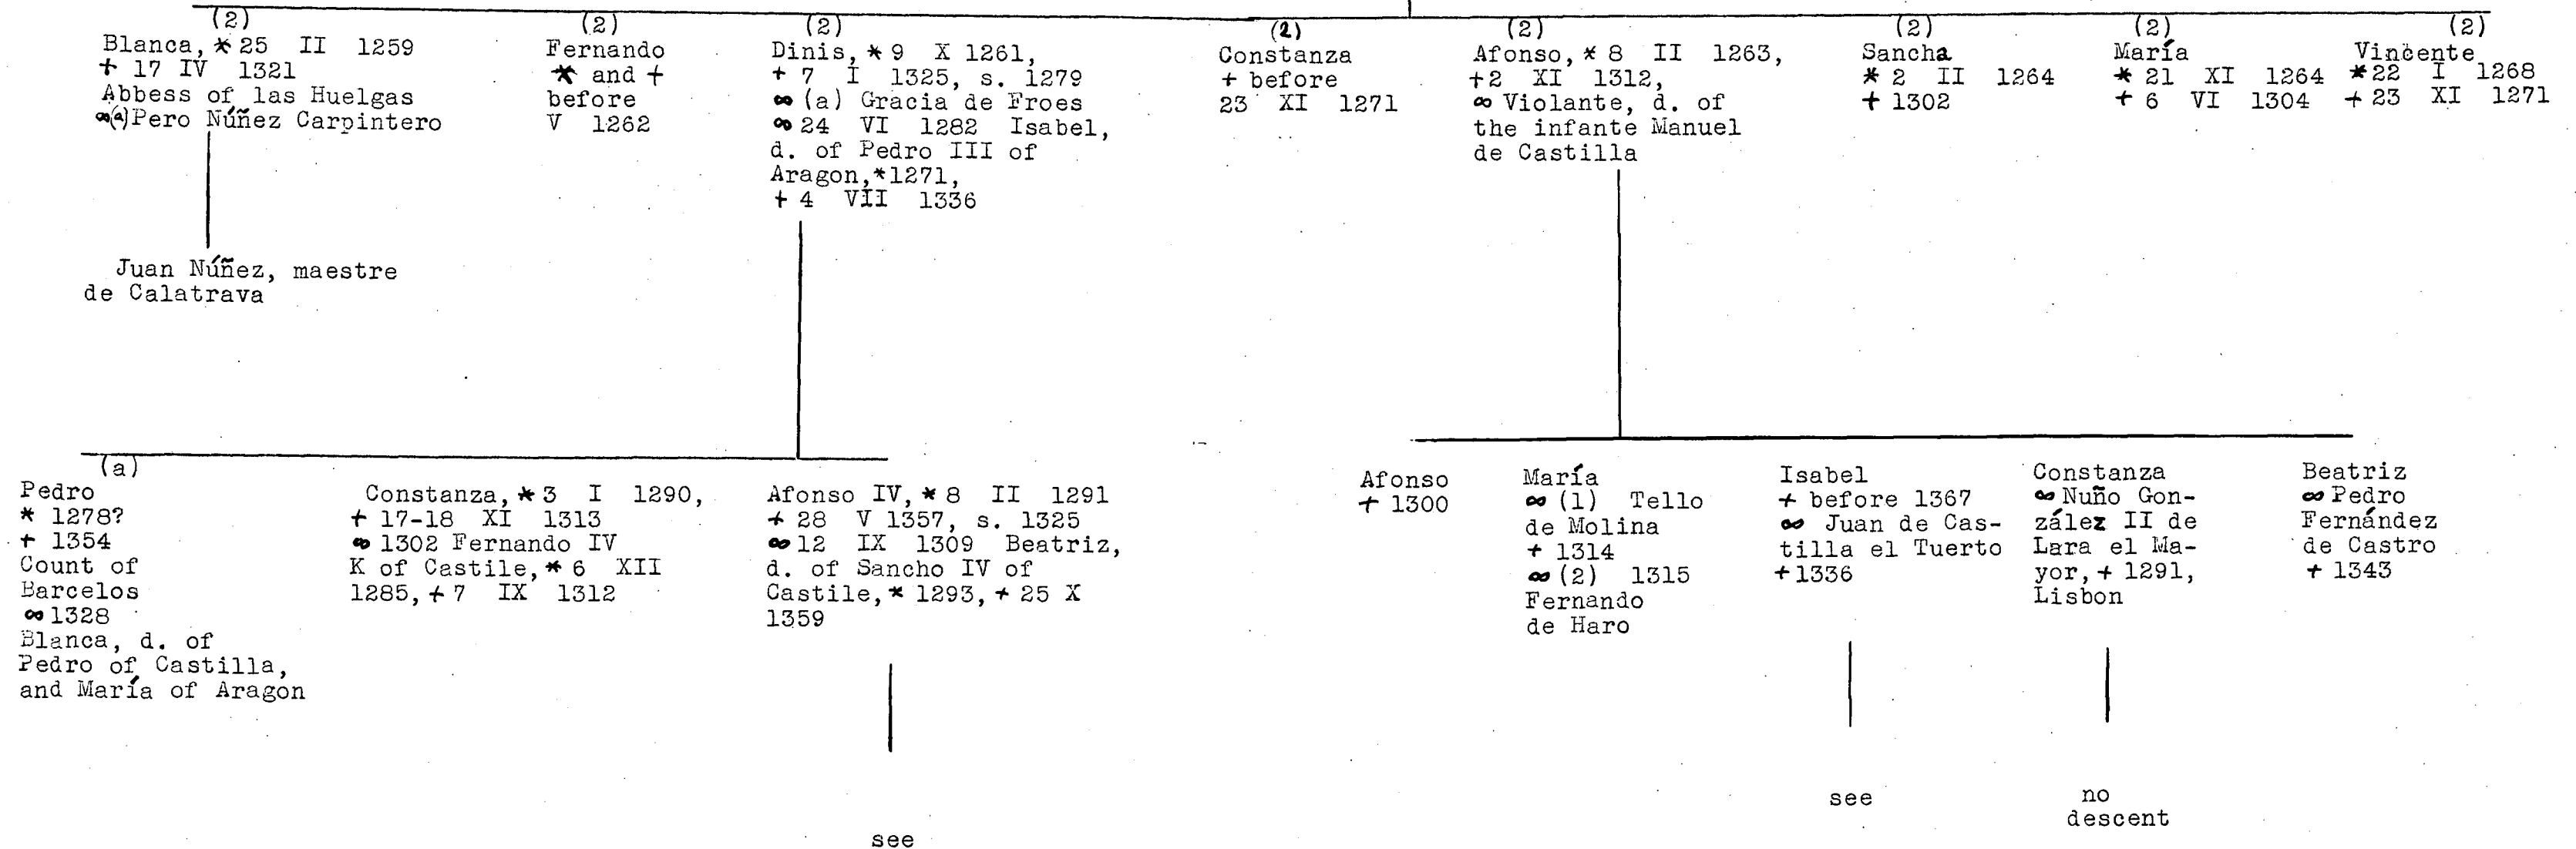 (2)
Blanca, * 25 II 1259
+ 17 IV 1321
Abbess of las Huelgas
∞(a) Pero Núñez Carpintero
Juan Núñez, maestre
de Calatrava
(2)
Fernando
* and +
before
V 1262
(2)
Dinis, * 9 X 1261,
+ 7 I 1325, s. 1279
∞ (a) Gracia de Froes
∞ 24 VI 1282 Isabel,
d. of Pedro III of
Aragon, *1271,
+ 4 VII 1336
(2)
Constanza
+ before
23 XI 1271
(2)
Afonso, * 8 II 1263,
+2 XI 1312,
∞ Violante, d. of
the infante Manuel
de Castilla
(2)
Sancha
* 2 II 1264
+ 1302
(2)
María
* 21 XI 1264
+ 6 VI 1304
(2)
Vincente
*22 I 1268
+ 23 XI 1271
(a)
Pedro
* 1278?
+ 1354
Count of
Barcelos
∞ 1328
Blanca, d. of
Pedro of Castilla,
and María of Aragon
Constanza, * 3 I 1290,
+ 17-18 XI 1313
∞ 1302 Fernando IV
K of Castile, * 6 XII
1285, + 7 IX 1312
Afonso IV, * 8 II 1291
+ 28 V 1357, s. 1325
∞ 12 IX 1309 Beatriz,
d. of Sancho IV of
Castile, * 1293, + 25 X
1359
see
Afonso
+ 1300
María
∞ (1) Tello
de Molina
+ 1314
∞ (2) 1315
Fernando
de Haro
Isabel
+ before 1367
∞ Juan de Cas-
tilla el Tuerto
+1336
see
Constanza
∞ Nuño Gon-
zález II de
Lara el Ma-
yor, + 1291,
Lisbon
no
descent
Beatriz
∞ Pedro
Fernández
de Castro
+ 1343